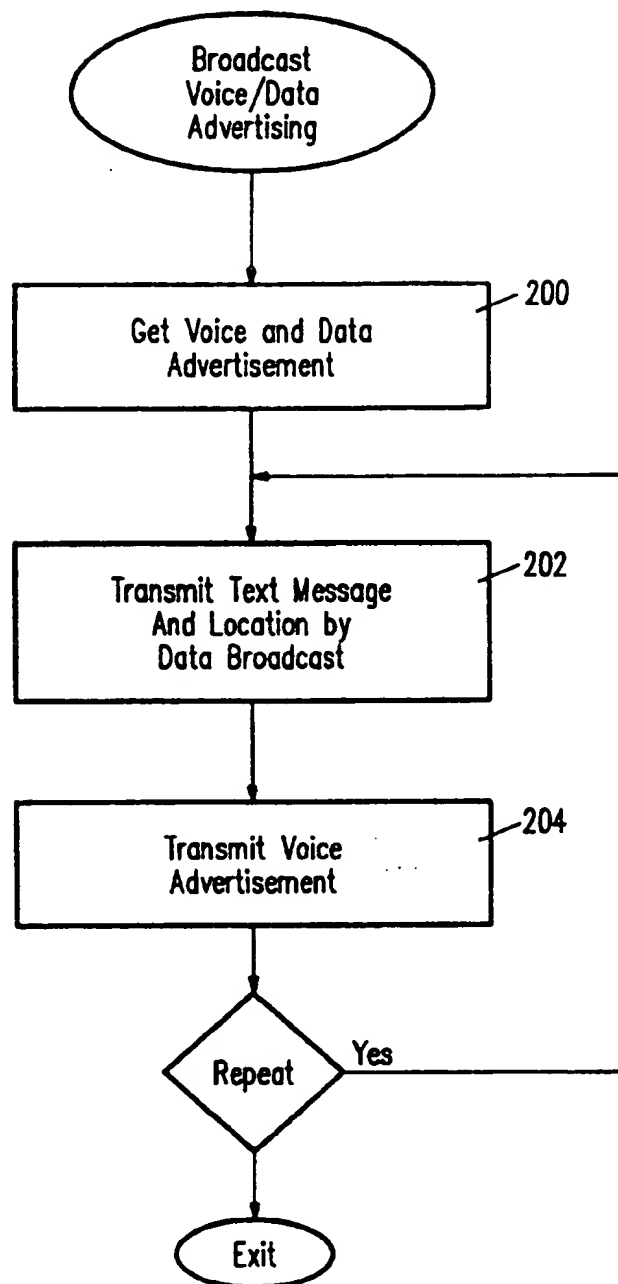 Broadcast
Voice/Data
Advertising
200
Get Voice and Data
Advertisement
202
Transmit Text Message
And Location by
Data Broadcast
204
Transmit Voice
Advertisement
Repeat
Yes
Exit